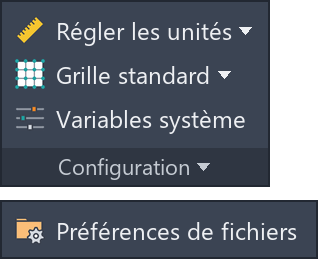 Régler les unités
Grille standard
Variables système
Configuration
Préférences de fichiers